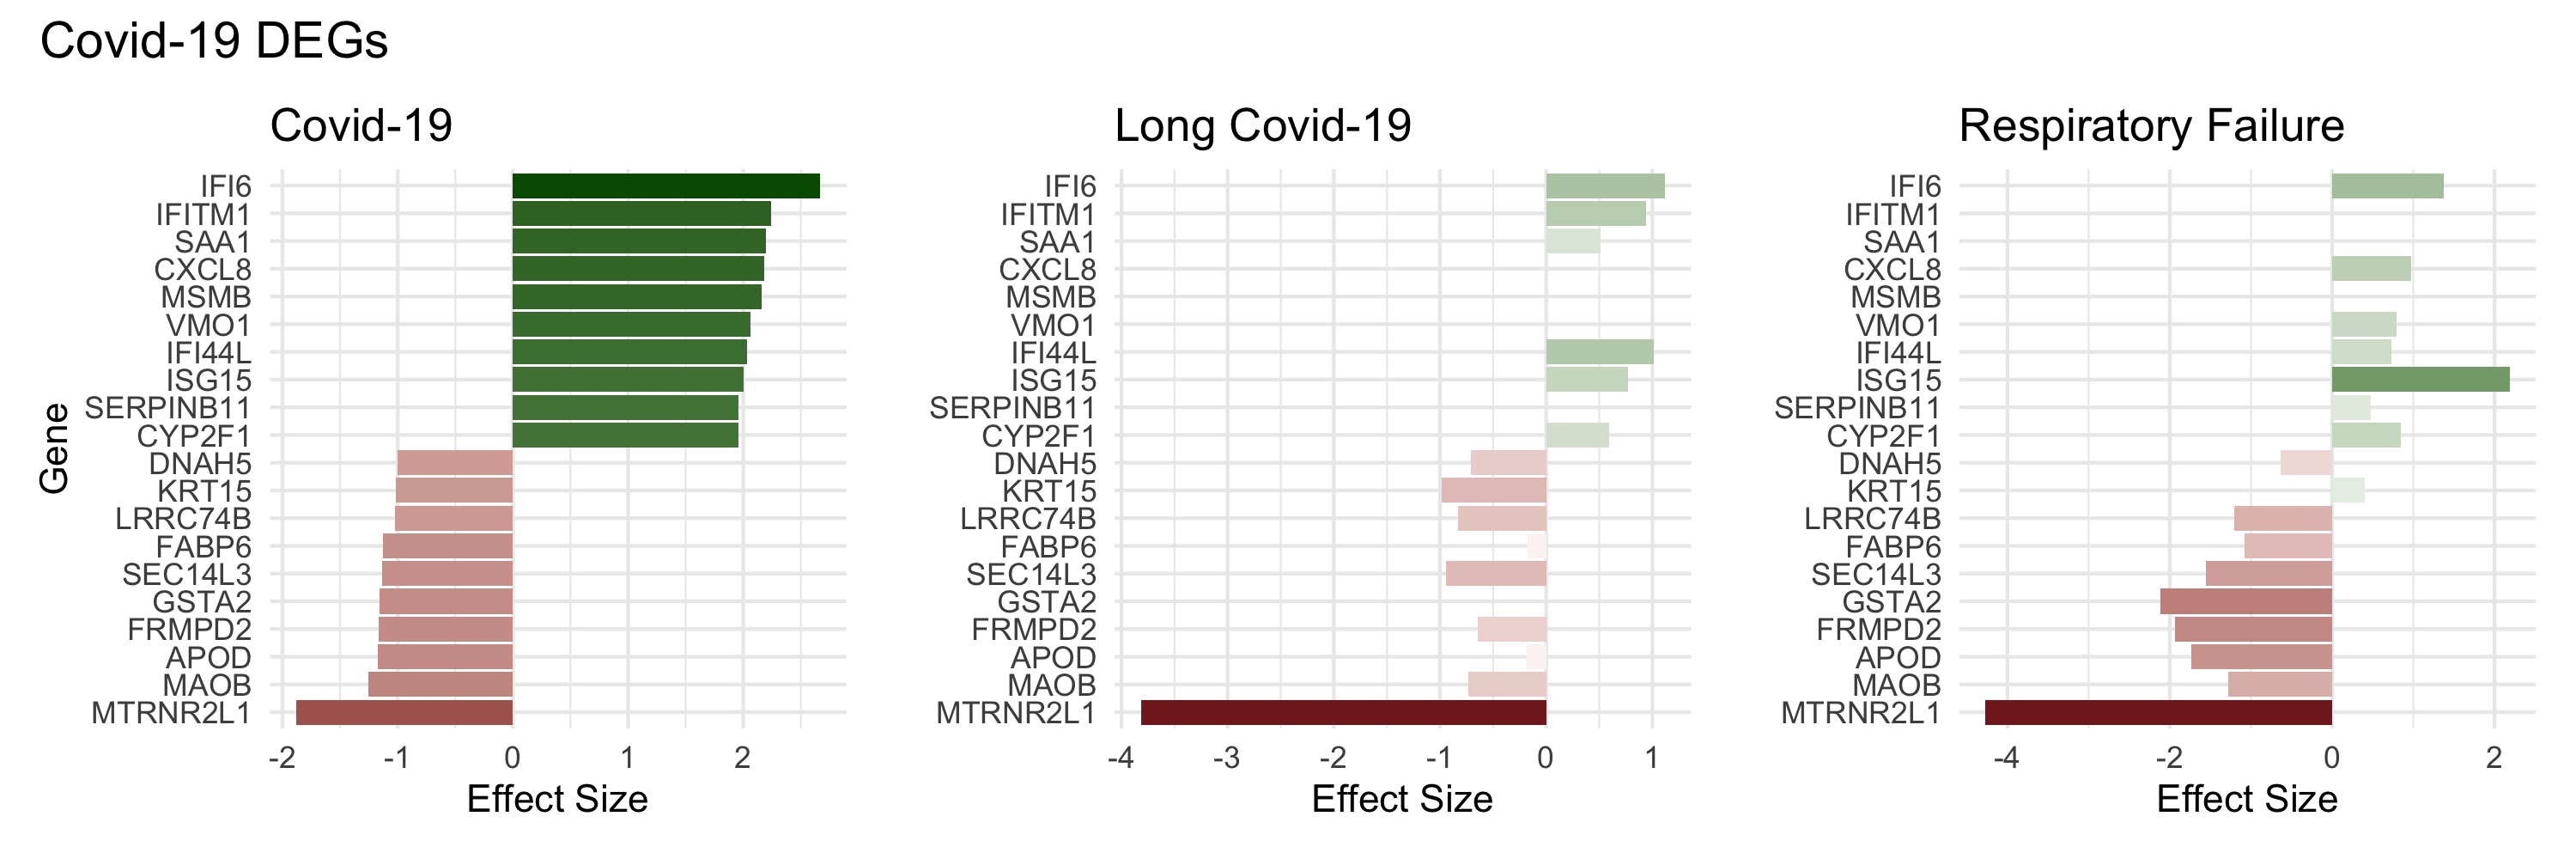 Covid-19 DEGs
Covid-19
Long Covid-19
Respiratory Failure
Gene
IFI6
IFITM1
SAA1
CXCL8
MSMB
VMO1
IFI44L
ISG15
SERPINB11
CYP2F1
DNAH5
KRT15
LRRC74B
FABP6
SEC14L3
GSTA2
FRMPD2
APOD
MAOB
MTRNR2L1
-2 -1 0 1 2
Effect Size
IFI6
IFITM1
SAA1
CXCL8
MSMB
VMO1
IFI44L
ISG15
SERPINB11
CYP2F1
DNAH5
KRT15
LRRC74B
FABP6
SEC14L3
GSTA2
FRMPD2
APOD
MAOB
MTRNR2L1
-4 -3 -2 -1 0 1
Effect Size
IFI6
IFITM1
SAA1
CXCL8
MSMB
VMO1
IFI44L
ISG15
SERPINB11
CYP2F1
DNAH5
KRT15
LRRC74B
FABP6
SEC14L3
GSTA2
FRMPD2
APOD
MAOB
MTRNR2L1
-4 -2 0 2
Effect Size